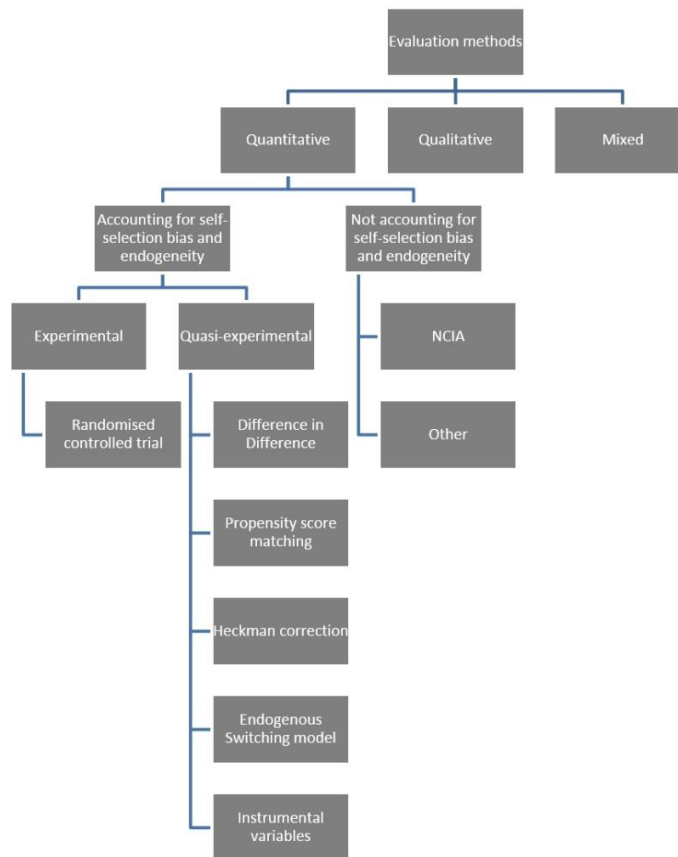 Evaluation methods
Quantitative
Qualitative
Mixed
Accounting for self-
selection bias and
endogeneity
Not accounting for
self-selection bias
and endogeneity
Experimental
Quasi-experimental
NCIA
Randomised
controlled trial
Difference in
Difference
Other
Propensity score
matching
Heckman correction
Endogenous
Switching model
Instrumental
variables